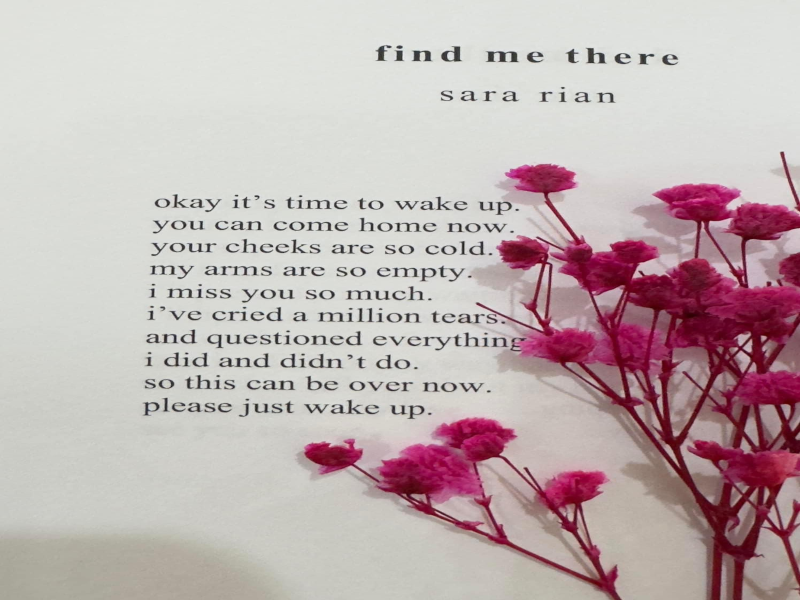 find me there
sara rian
okay it’s time to wake up.
you can come home now.
your cheeks are so cold.
my arms are so empty.
i miss you so much.
i’ve cried a million tears.
and questioned everything
i did and didn’t do.
so this can be over now.
please just wake up.